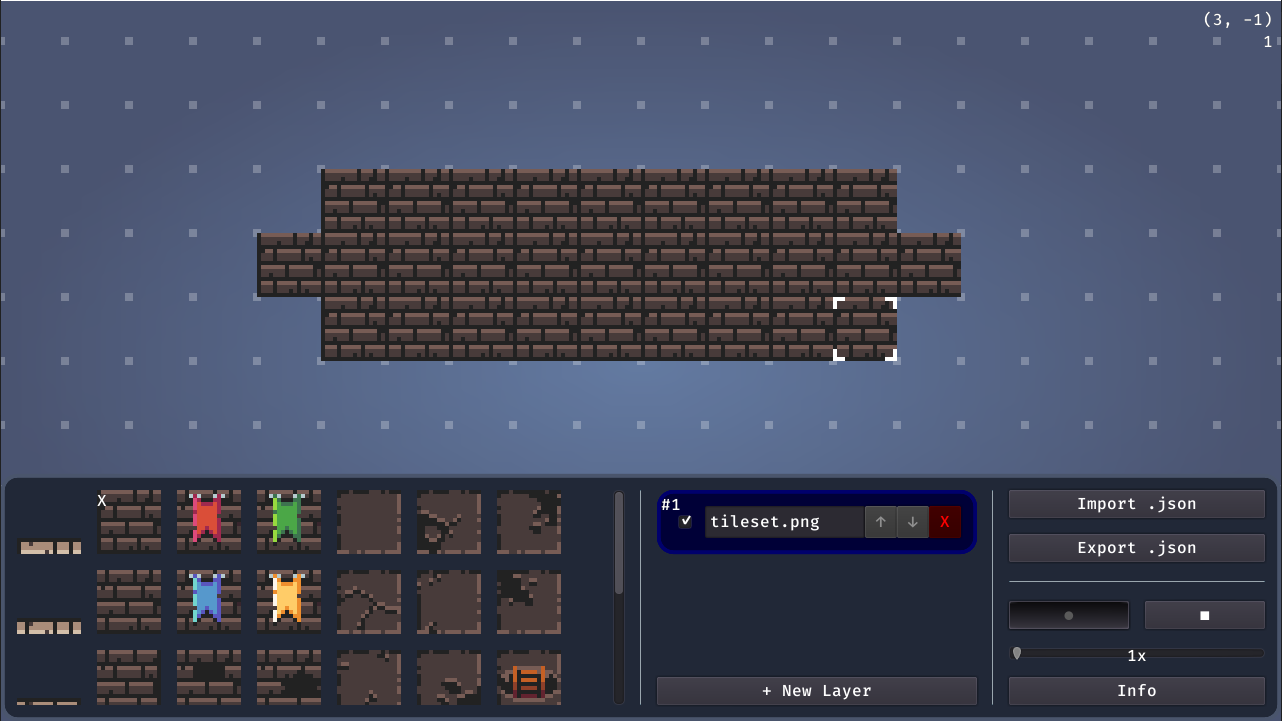 (3, -1)
1
X
#1
tileset.png
↑ ↓ X
+ New Layer
Import .json
Export .json
1x
Info